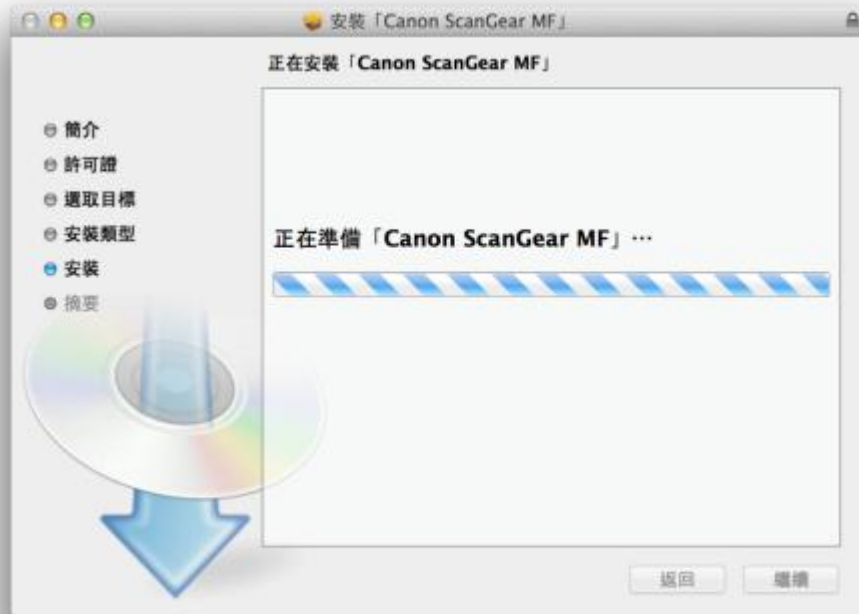 安裝「Canon ScanGear MF」
正在安裝「Canon ScanGear MF」
簡介
許可證
選取目標
安裝類型
安裝
摘要
正在準備「Canon ScanGear MF」⋯
返回
繼續